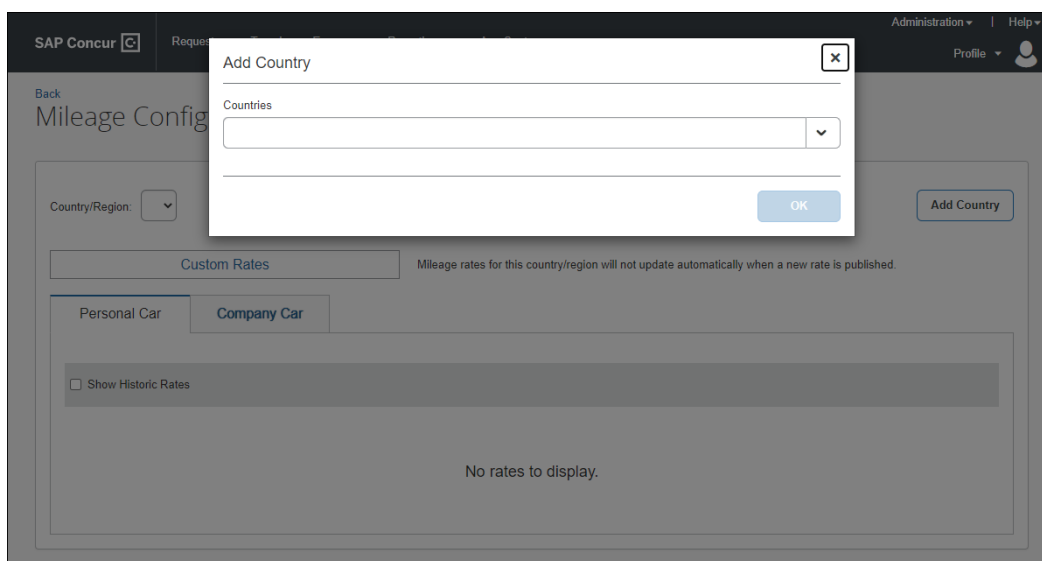 Administration | Help
SAP Concur C
Profile
Add Country
Back
Mileage Config
Countries
Country/Region:
OK
Add Country
Custom Rates
Mileage rates for this country/region will not update automatically when a new rate is published.
Personal Car
Company Car
Show Historic Rates
No rates to display.